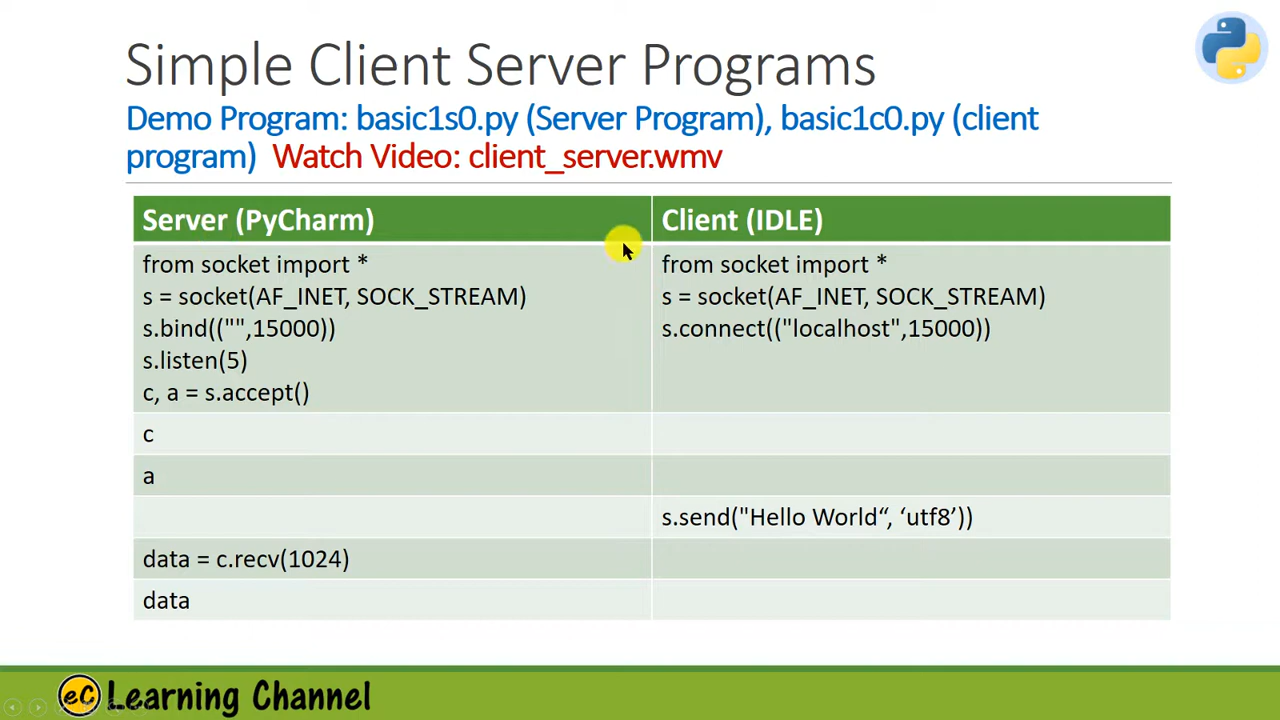 Simple Client Server Programs
Demo Program: basic1s0.py (Server Program), basic1c0.py (client
program) Watch Video: client_server.wmv
Server (PyCharm)
Client (IDLE)
from socket import *
s = socket(AF_INET, SOCK_STREAM)
s.bind(("",15000))
s.listen(5)
c, a = s.accept()
from socket import *
s = socket(AF_INET, SOCK_STREAM)
s.connect(("localhost",15000))
c
a
s.send("Hello World“, ‘utf8’))
data = c.recv(1024)
data
eC Learning Channel